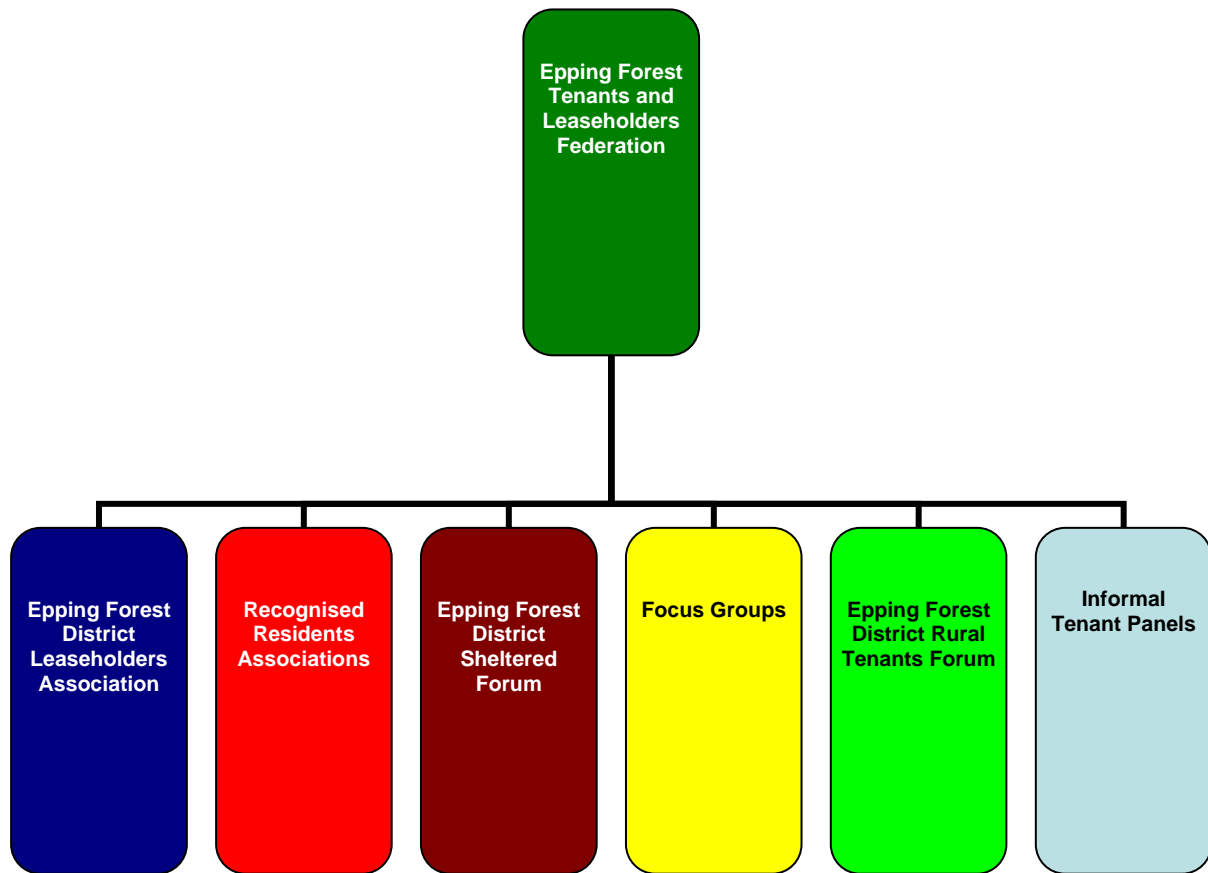 Epping Forest
Tenants and
Leaseholders
Federation
Epping Forest
District
Leaseholders
Association
Recognised
Residents
Associations
Epping Forest
District
Sheltered
Forum
Focus Groups
Epping Forest
District Rural
Tenants Forum
Informal
Tenant Panels